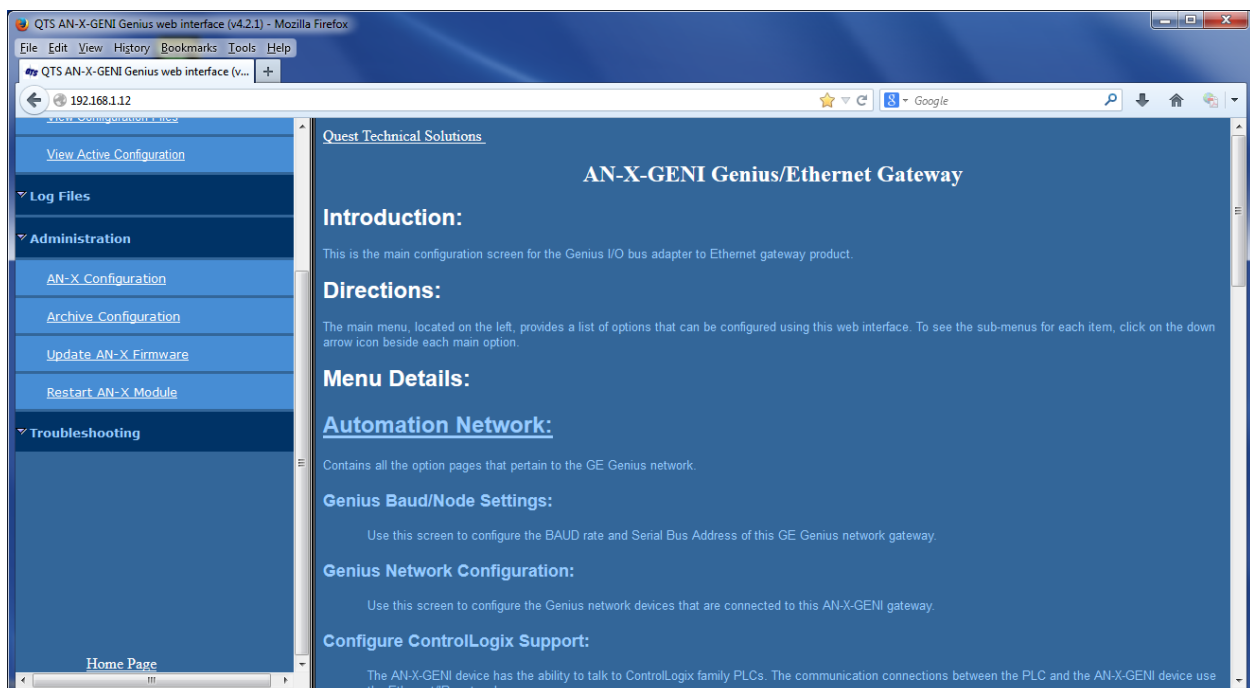 QTS AN-X-GENI Genius web interface (v4.2.1) - Mozilla Firefox
File Edit View History Bookmarks Tools Help
QTS AN-X-GENI Genius web interface (v...
192.168.1.12
Google
View Configuration Files
View Active Configuration
Log Files
Administration
AN-X Configuration
Archive Configuration
Update AN-X Firmware
Restart AN-X Module
Troubleshooting
Home Page
Quest Technical Solutions
AN-X-GENI Genius/Ethernet Gateway
Introduction:
This is the main configuration screen for the Genius I/O bus adapter to Ethernet gateway product.
Directions:
The main menu, located on the left, provides a list of options that can be configured using this web interface. To see the sub-menus for each item, click on the down
arrow icon beside each main option.
Menu Details:
Automation Network:
Contains all the option pages that pertain to the GE Genius network.
Genius Baud/Node Settings:
Use this screen to configure the BAUD rate and Serial Bus Address of this GE Genius network gateway.
Genius Network Configuration:
Use this screen to configure the Genius network devices that are connected to this AN-X-GENI gateway.
Configure ControlLogix Support:
The AN-X-GENI device has the ability to talk to ControlLogix family PLCs. The communication connections between the PLC and the AN-X-GENI device use